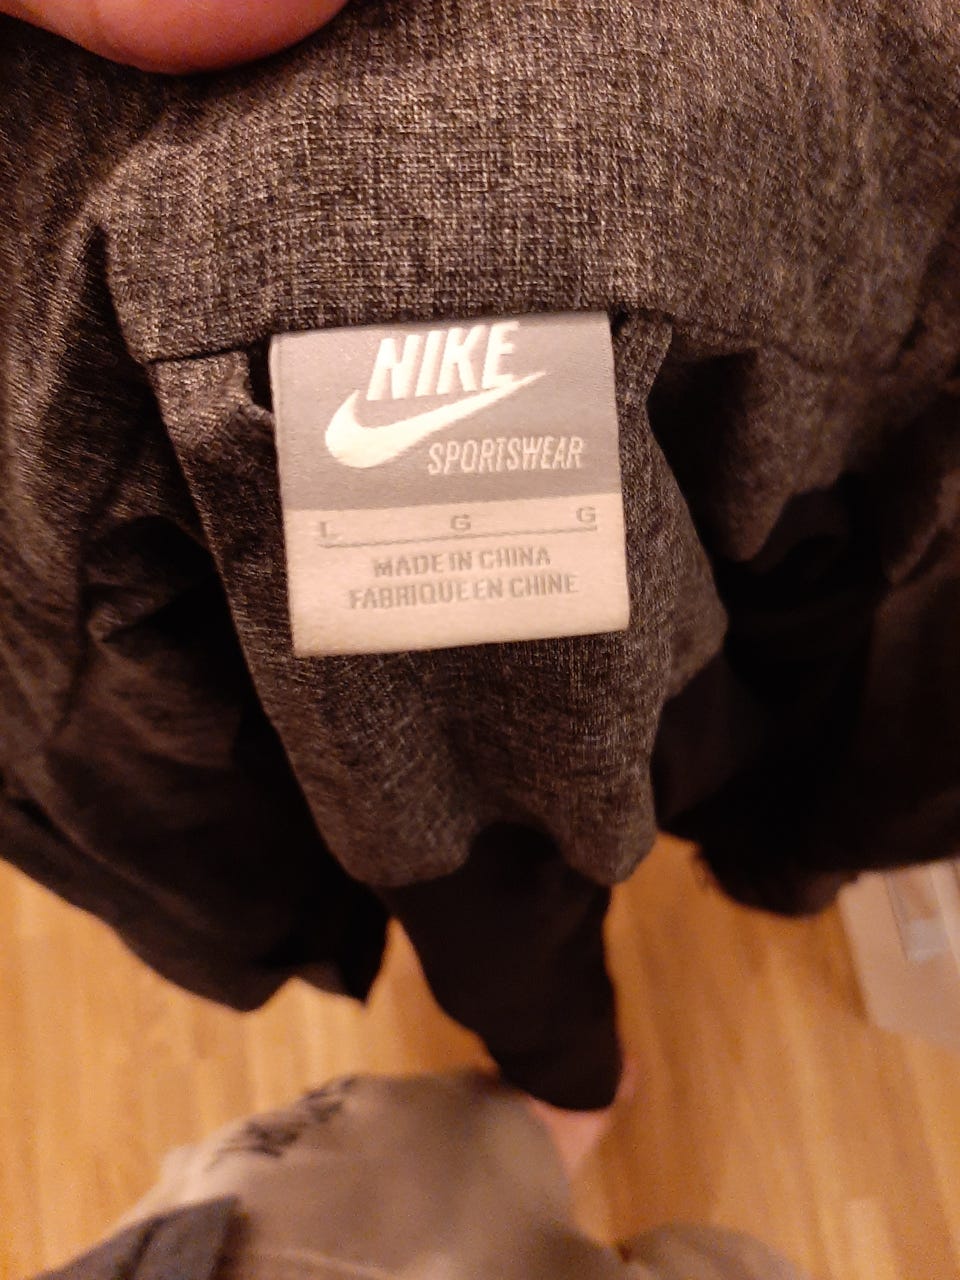 NIKE
SPORTSWEAR
L G G
MADE IN CHINA
FABRIQUE EN CHINE